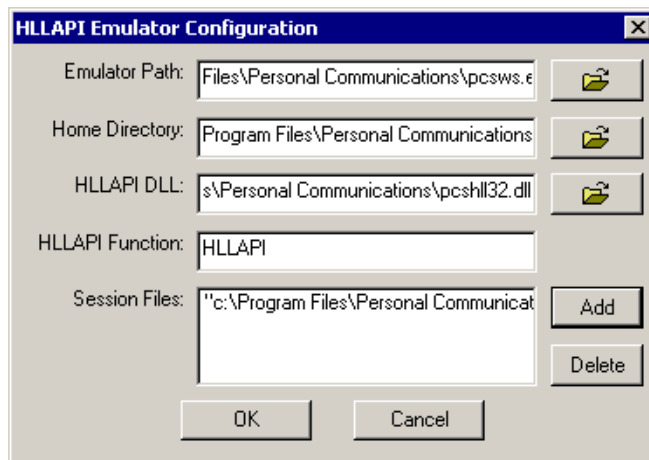 HLLAPI Emulator Configuration
Emulator Path: Files\Personal Communications\pcsws.e
Home Directory: Program Files\Personal Communications
HLLAPI DLL: s\Personal Communications\pcshll32.dll
HLLAPI Function: HLLAPI
Session Files: "c:\Program Files\Personal Communicat
Add
Delete
OK Cancel